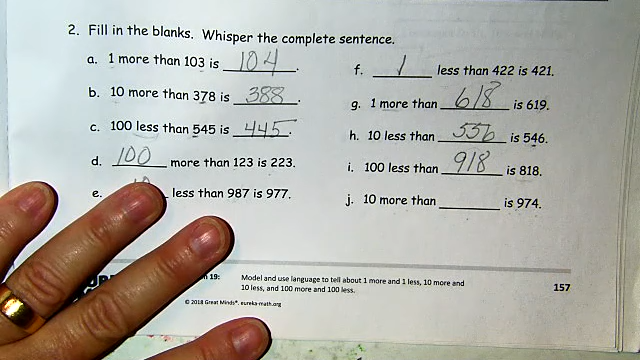 2. Fill in the blanks. Whisper the complete sentence.
a. 1 more than 103 is 104.
b. 10 more than 378 is 388.
c. 100 less than 545 is 445.
d. 100 more than 123 is 223.
e. less than 987 is 977.
f. 1 less than 422 is 421.
g. 1 more than 618 is 619.
h. 10 less than 556 is 546.
i. 100 less than 918 is 818.
j. 10 more than ______ is 974.
19:
Model and use language to tell about 1 more and 1 less, 10 more and
10 less, and 100 more and 100 less.
157
© 2018 Great Minds®. eureka-math.org